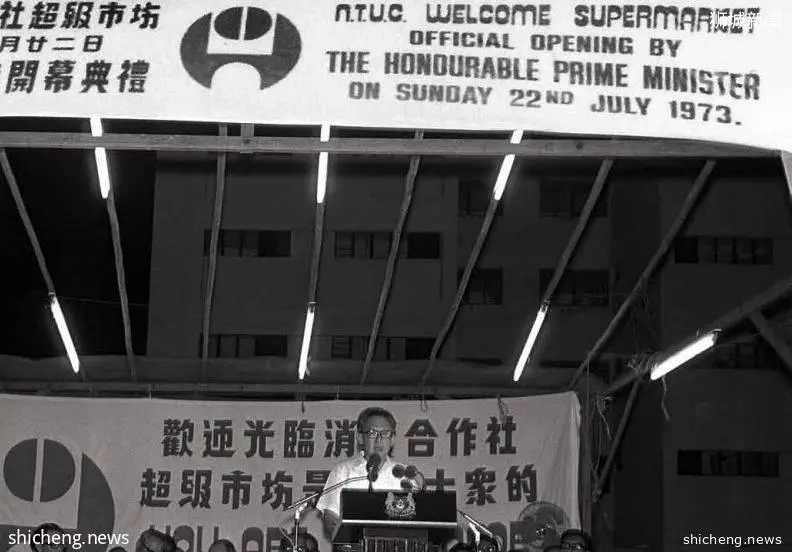 社超級市坊
月廿二日
開幕典禮
N.T.U.C. WELCOME SUPERMARKET
OFFICIAL OPENING BY
THE HONOURABLE PRIME MINISTER
ON SUNDAY 22ND JULY 1973.
歡迎光臨消 合作社
超級市坊 大衆的
YOU ARE
shicheng.news
shicheng.news